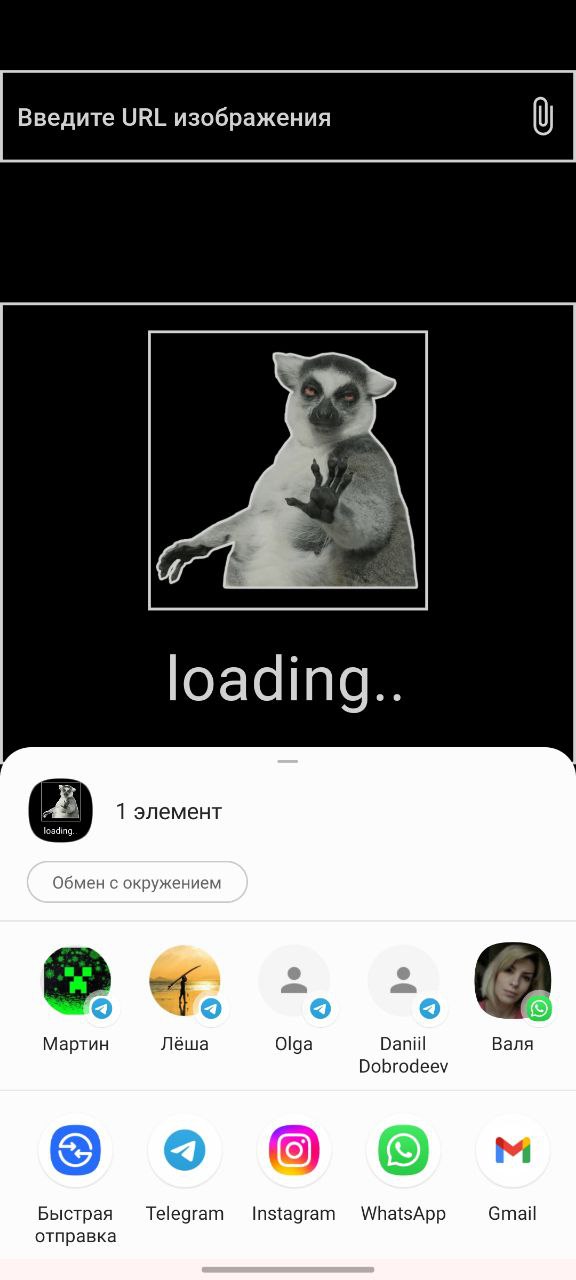 Введите URL изображения
loading..
loading..
1 элемент
Обмен с окружением
Мартин
Лёша
Olga
Daniil
Dobrodeev
Валя
Быстрая
отправка
Telegram
Instagram
WhatsApp
Gmail